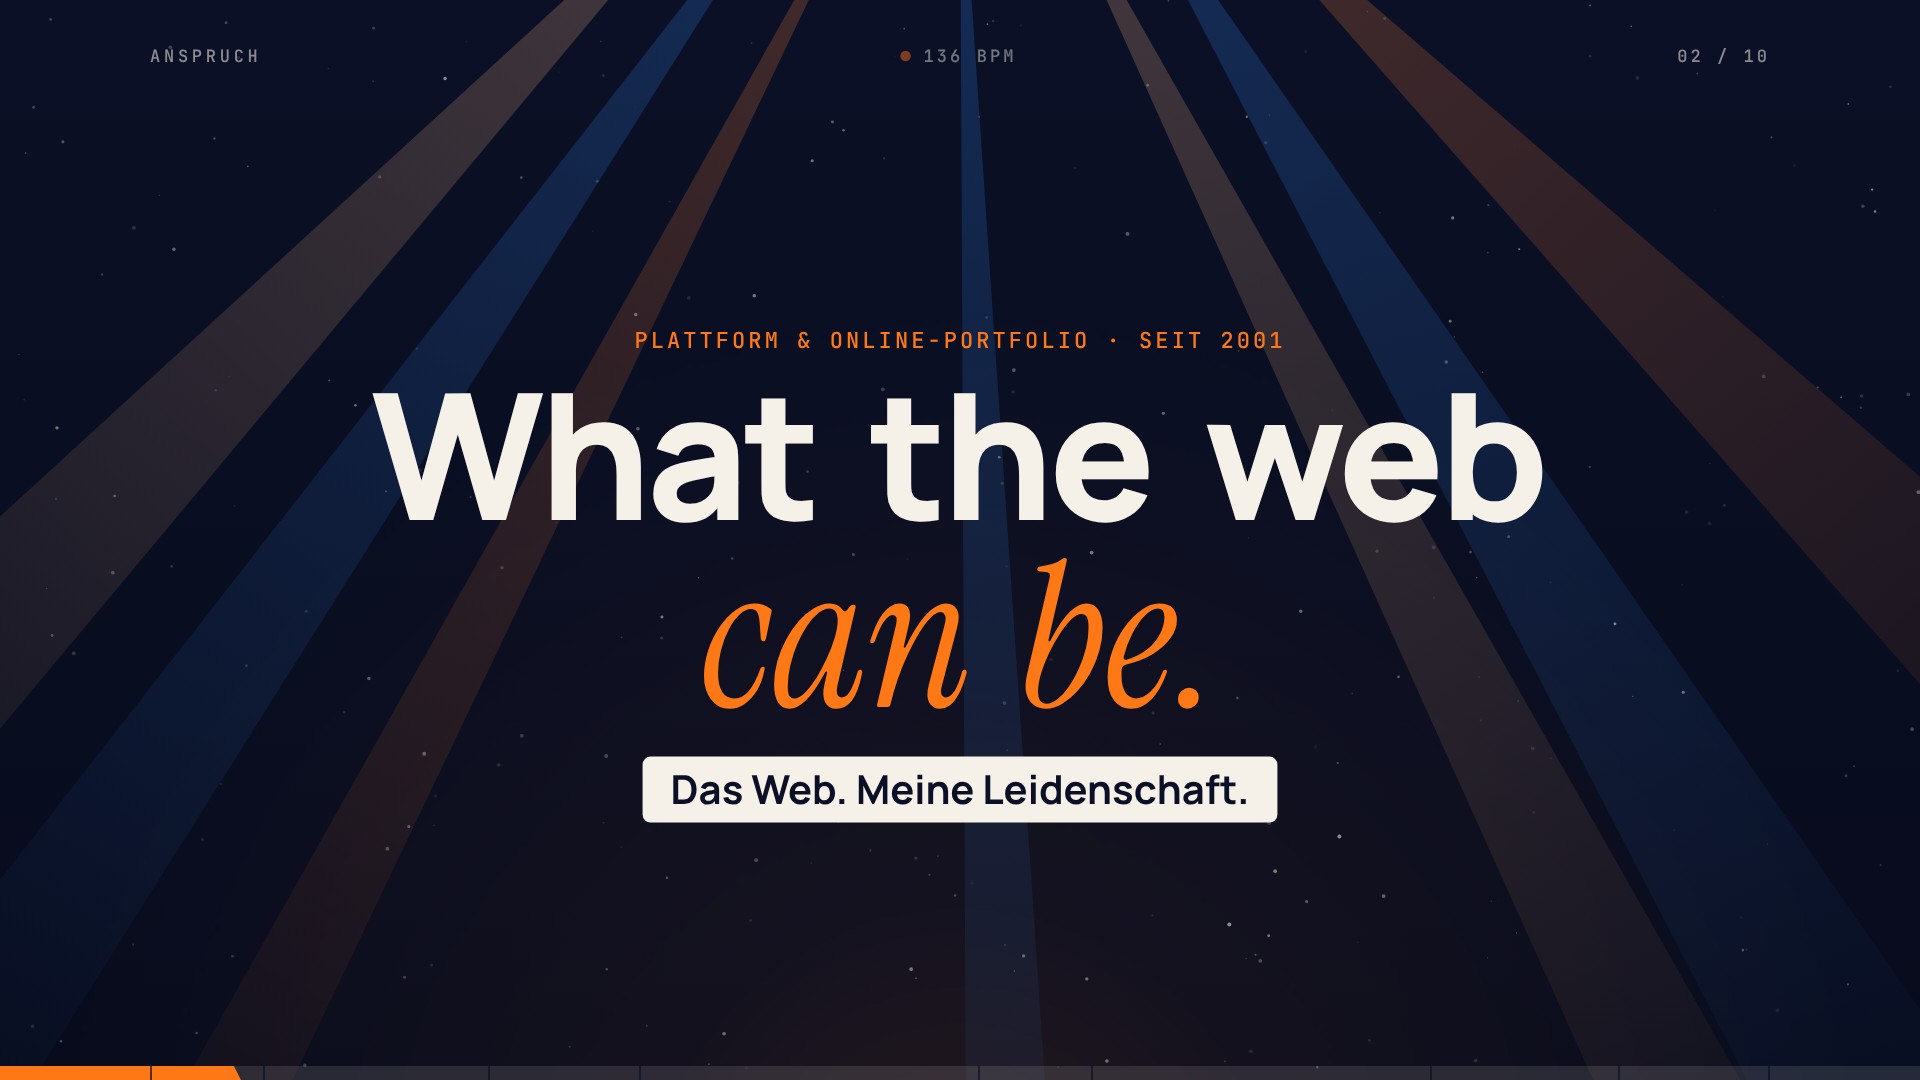 ANSPRUCH
136 BPM
02 / 10
PLATTFORM & ONLINE-PORTFOLIO · SEIT 2001
What the web
can be.
Das Web. Meine Leidenschaft.